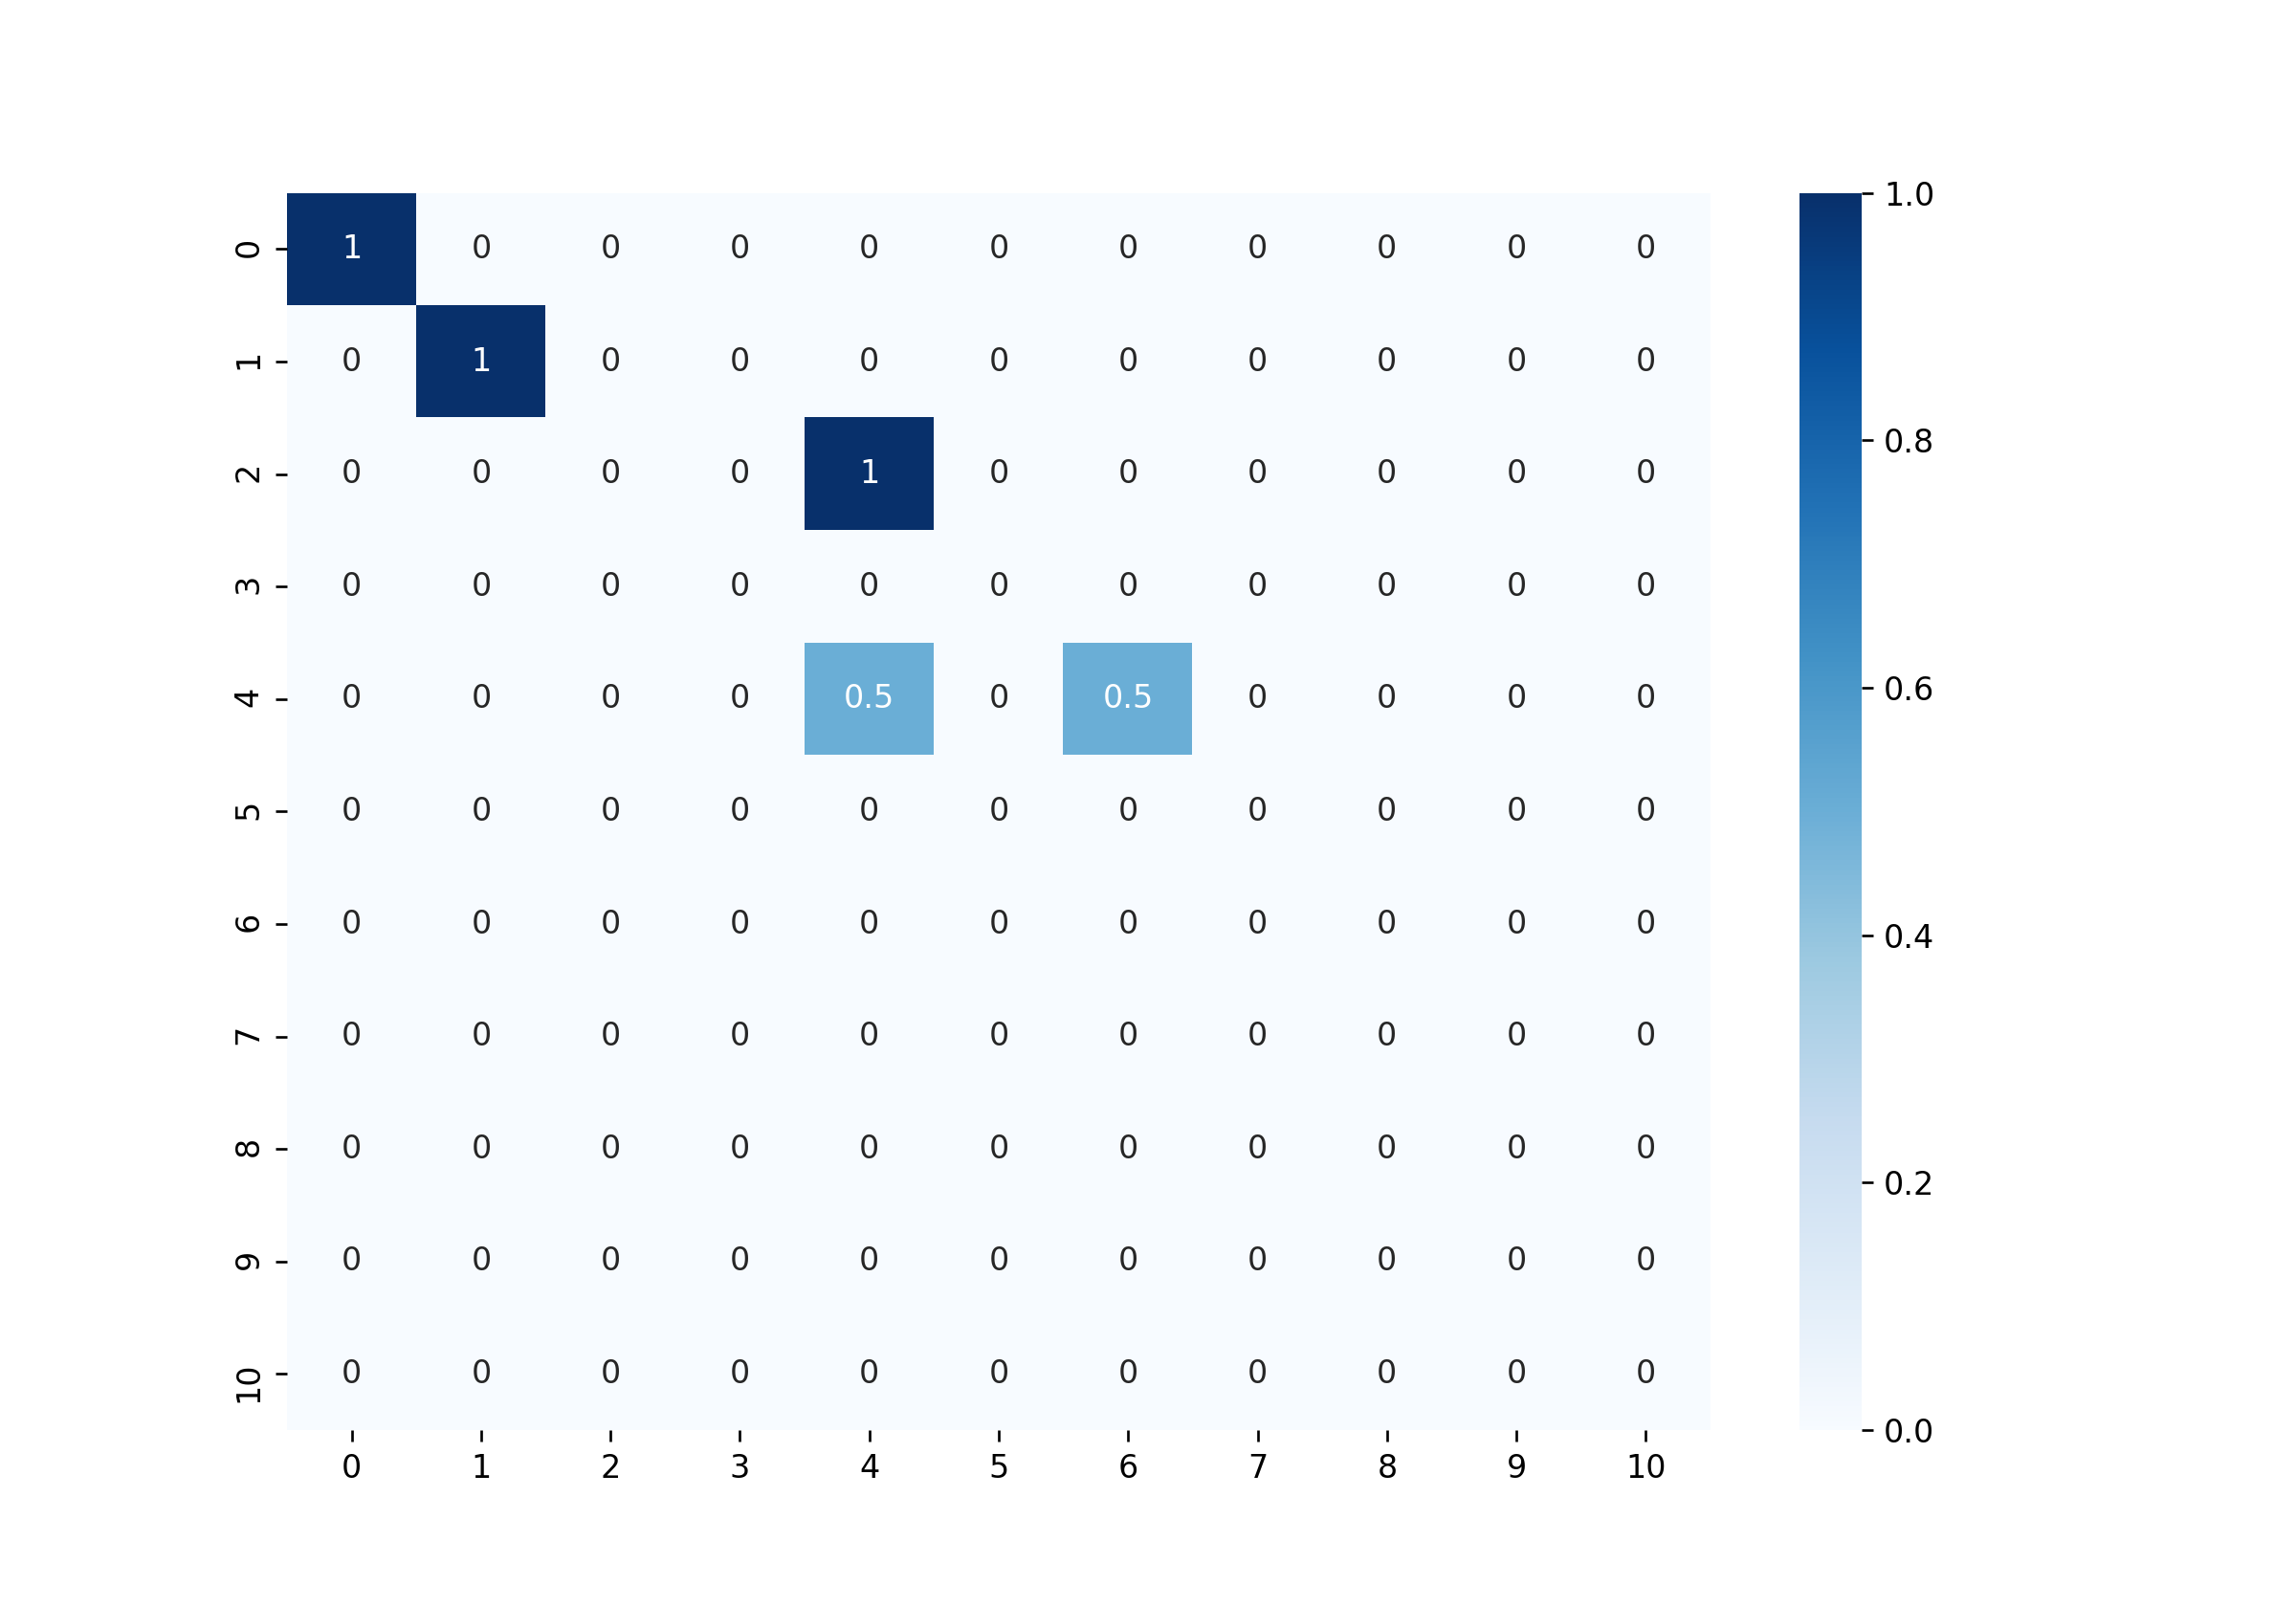 0 1 0 0 0 0 0 0 0 0 0 0
1 0 1 0 0 0 0 0 0 0 0 0
2 0 0 0 0 1 0 0 0 0 0 0
3 0 0 0 0 0 0 0 0 0 0 0
4 0 0 0 0 0.5 0 0.5 0 0 0 0
5 0 0 0 0 0 0 0 0 0 0 0
6 0 0 0 0 0 0 0 0 0 0 0
7 0 0 0 0 0 0 0 0 0 0 0
8 0 0 0 0 0 0 0 0 0 0 0
9 0 0 0 0 0 0 0 0 0 0 0
10 0 0 0 0 0 0 0 0 0 0 0
0 1 2 3 4 5 6 7 8 9 10
1.0
0.8
0.6
0.4
0.2
0.0